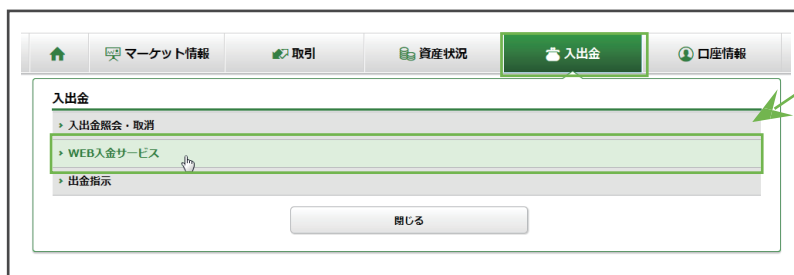 マーケット情報 取引 資産状況 入出金 口座情報
入出金
入出金照会・取消
WEB入金サービス
出金指示
閉じる